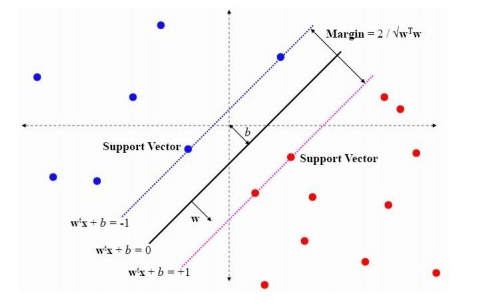 Margin = 2 / √wᵀw
b
Support Vector
Support Vector
w
wᵗx + b = -1
wᵗx + b = 0
wᵗx + b = +1